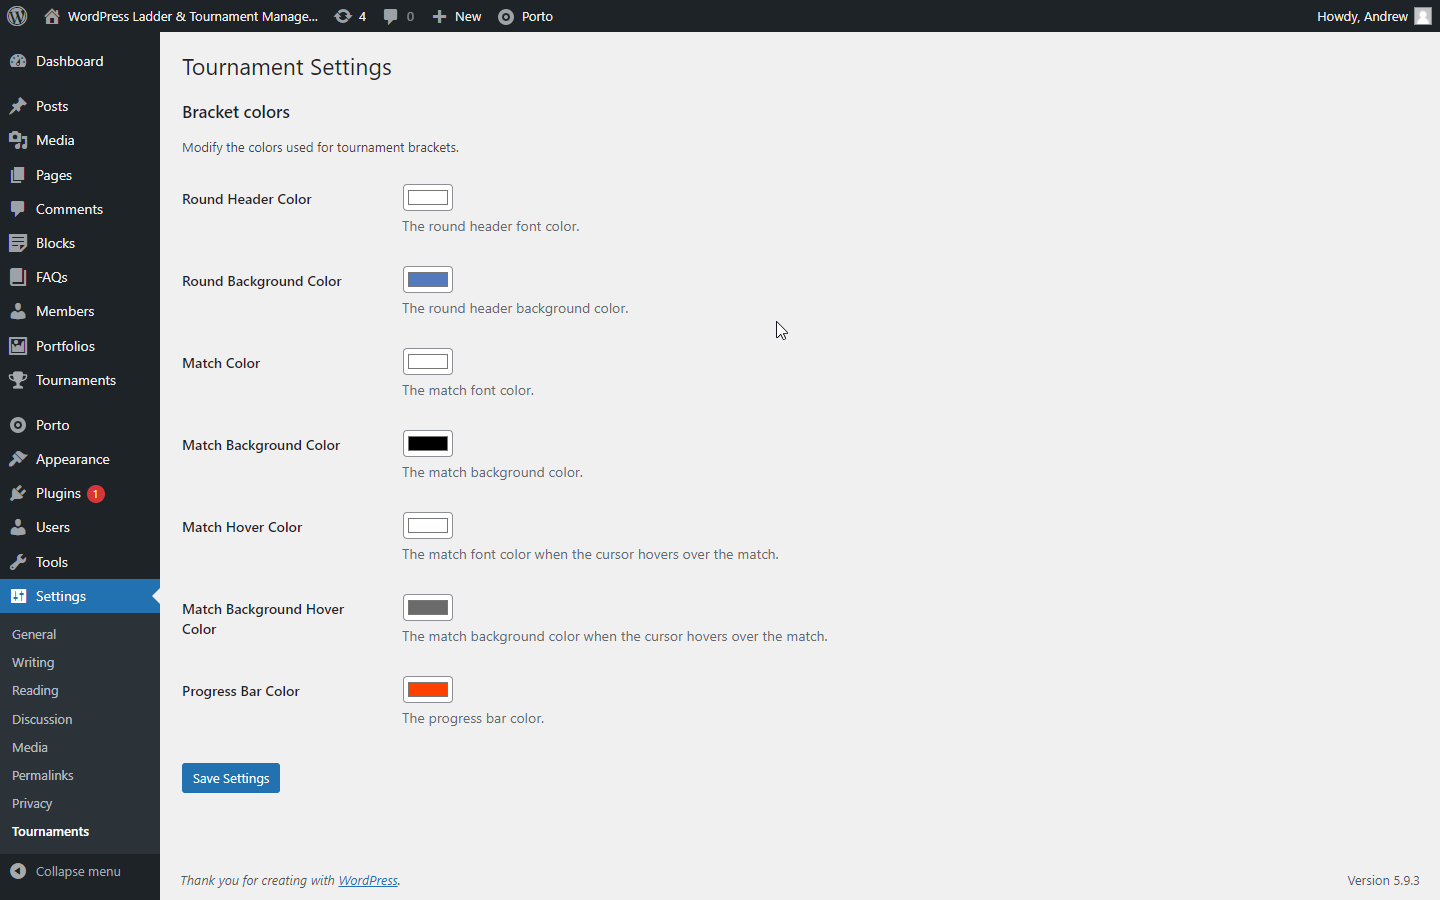 WordPress Ladder & Tournament Manage...
4
0
New
Porto
Howdy, Andrew
Dashboard
Posts
Media
Pages
Comments
Blocks
FAQs
Members
Portfolios
Tournaments
Porto
Appearance
Plugins 1
Users
Tools
Settings
General
Writing
Reading
Discussion
Media
Permalinks
Privacy
Tournaments
Collapse menu
Tournament Settings
Bracket colors
Modify the colors used for tournament brackets.
Round Header Color
The round header font color.
Round Background Color
The round header background color.
Match Color
The match font color.
Match Background Color
The match background color.
Match Hover Color
The match font color when the cursor hovers over the match.
Match Background Hover
Color
The match background color when the cursor hovers over the match.
Progress Bar Color
The progress bar color.
Save Settings
Thank you for creating with WordPress.
Version 5.9.3